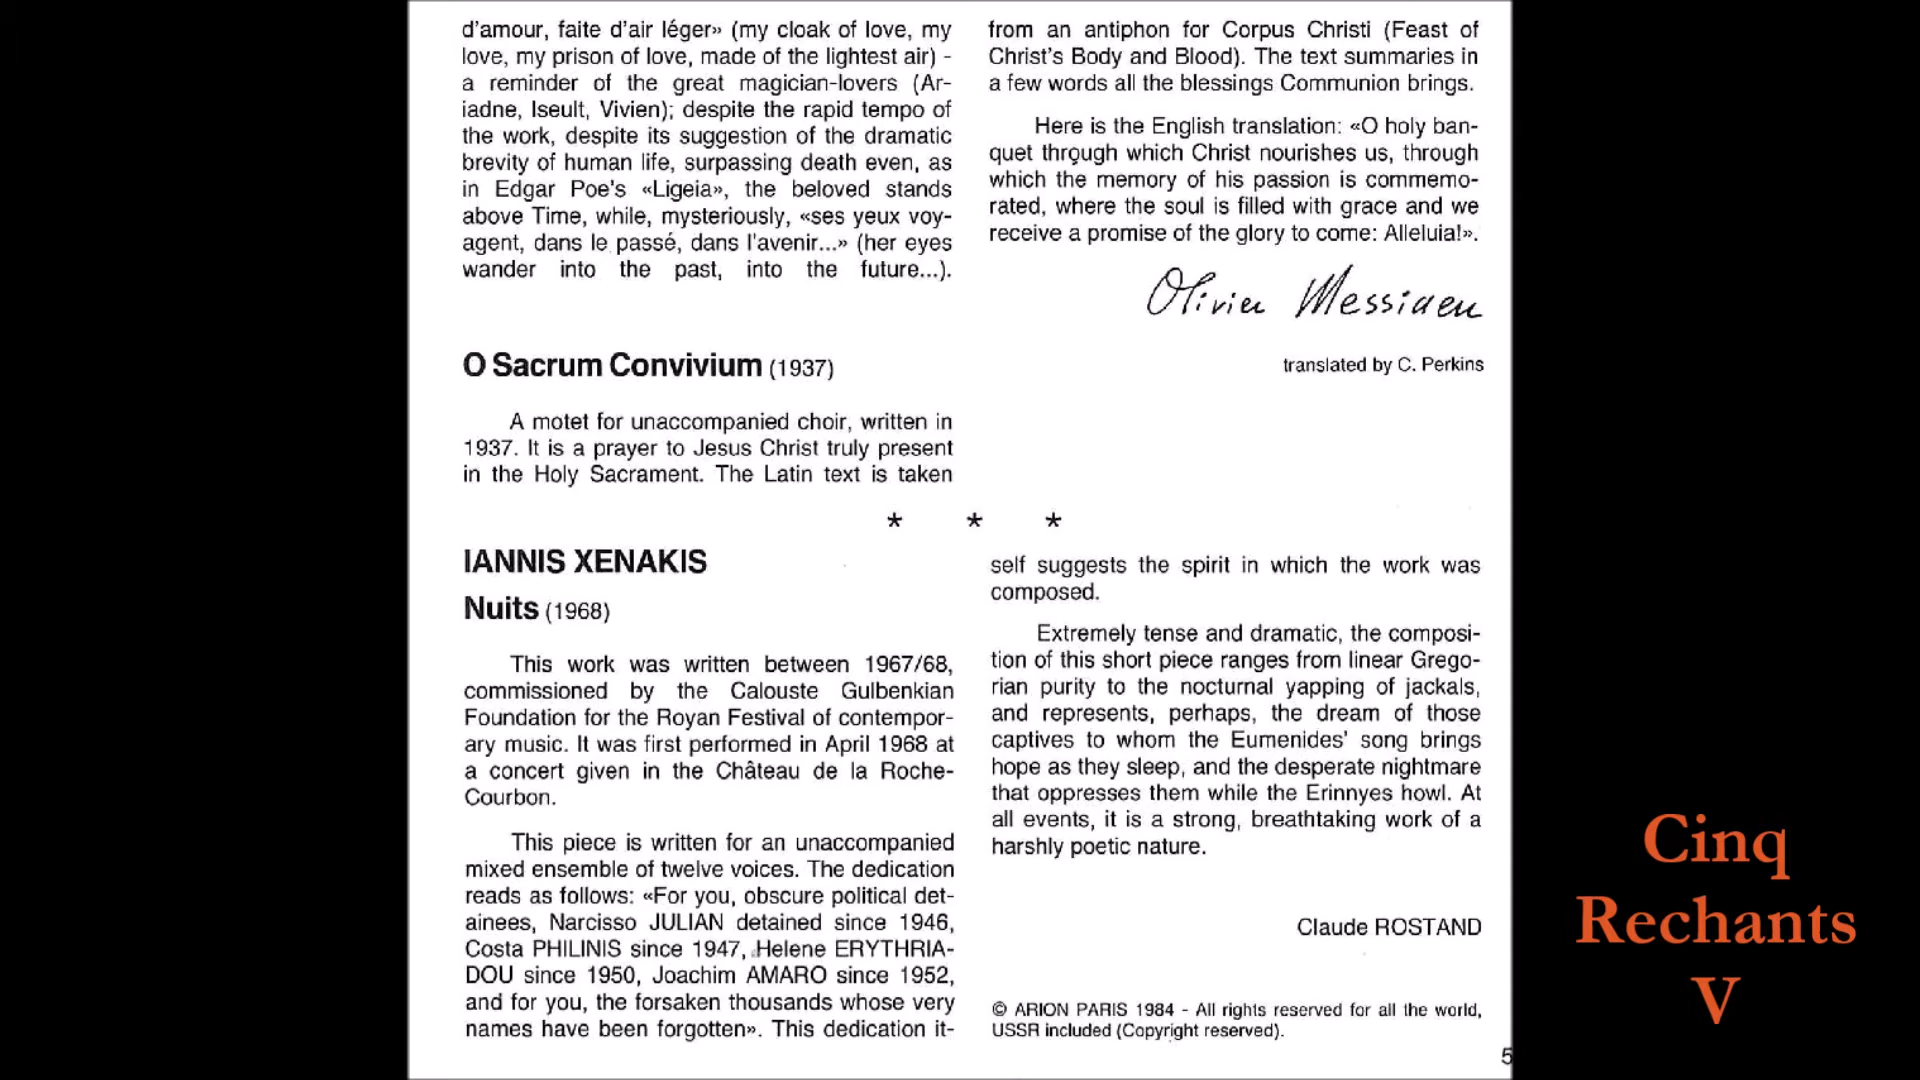 d'amour, faite d'air léger» (my cloak of love, my
love, my prison of love, made of the lightest air) -
a reminder of the great magician-lovers (Ar-
iadne, Iseult, Vivien); despite the rapid tempo of
the work, despite its suggestion of the dramatic
brevity of human life, surpassing death even, as
in Edgar Poe's «Ligeia», the beloved stands
above Time, while, mysteriously, «ses yeux voy-
agent, dans le passé, dans l'avenir...» (her eyes
wander into the past, into the future...).
O Sacrum Convivium (1937)
A motet for unaccompanied choir, written in
1937. It is a prayer to Jesus Christ truly present
in the Holy Sacrament. The Latin text is taken
from an antiphon for Corpus Christi (Feast of
Christ's Body and Blood). The text summaries in
a few words all the blessings Communion brings.
Here is the English translation: «O holy ban-
quet through which Christ nourishes us, through
which the memory of his passion is commemo-
rated, where the soul is filled with grace and we
receive a promise of the glory to come: Alleluia!».
Olivier Messiaen
translated by C. Perkins
* * *
IANNIS XENAKIS
Nuits (1968)
This work was written between 1967/68,
commissioned by the Calouste Gulbenkian
Foundation for the Royan Festival of contempor-
ary music. It was first performed in April 1968 at
a concert given in the Château de la Roche-
Courbon.
This piece is written for an unaccompanied
mixed ensemble of twelve voices. The dedication
reads as follows: «For you, obscure political det-
ainees, Narcisso JULIAN detained since 1946,
Costa PHILINIS since 1947, Helene ERYTHRIA-
DOU since 1950, Joachim AMARO since 1952,
and for you, the forsaken thousands whose very
names have been forgotten». This dedication it-
self suggests the spirit in which the work was
composed.
Extremely tense and dramatic, the composi-
tion of this short piece ranges from linear Grego-
rian purity to the nocturnal yapping of jackals,
and represents, perhaps, the dream of those
captives to whom the Eumenides' song brings
hope as they sleep, and the desperate nightmare
that oppresses them while the Erinnyes howl. At
all events, it is a strong, breathtaking work of a
harshly poetic nature.
Claude ROSTAND
© ARION PARIS 1984 - All rights reserved for all the world,
USSR included (Copyright reserved).
5
Cinq
Rechants
V